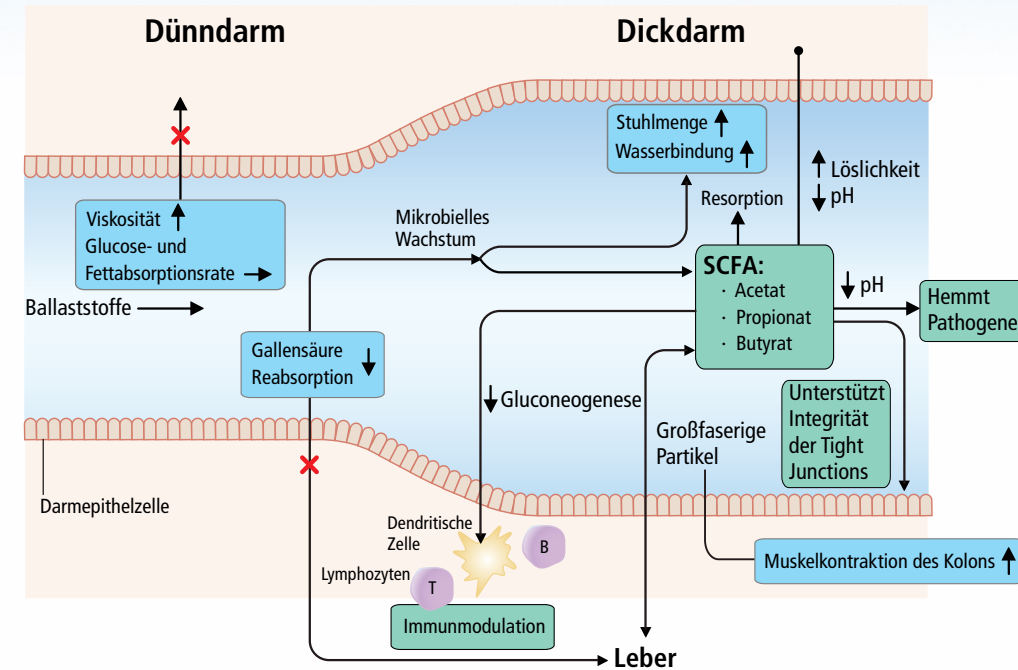 Dünndarm
Dickdarm
Stuhlmenge
Wasserbindung
Löslichkeit
pH
Resorption
Viskosität
Glucose- und
Fettabsorptionsrate
Mikrobielles
Wachstum
SCFA:
· Acetat
· Propionat
· Butyrat
pH
Hemmt
Pathogene
Ballaststoffe
Gallensäure
Reabsorption
Gluconeogenese
Unterstützt
Integrität
der Tight
Junctions
Großfaserige
Partikel
Darmepithelzelle
Dendritische
Zelle
B
Lymphozyten
T
Muskelkontraktion des Kolons
Immunmodulation
Leber